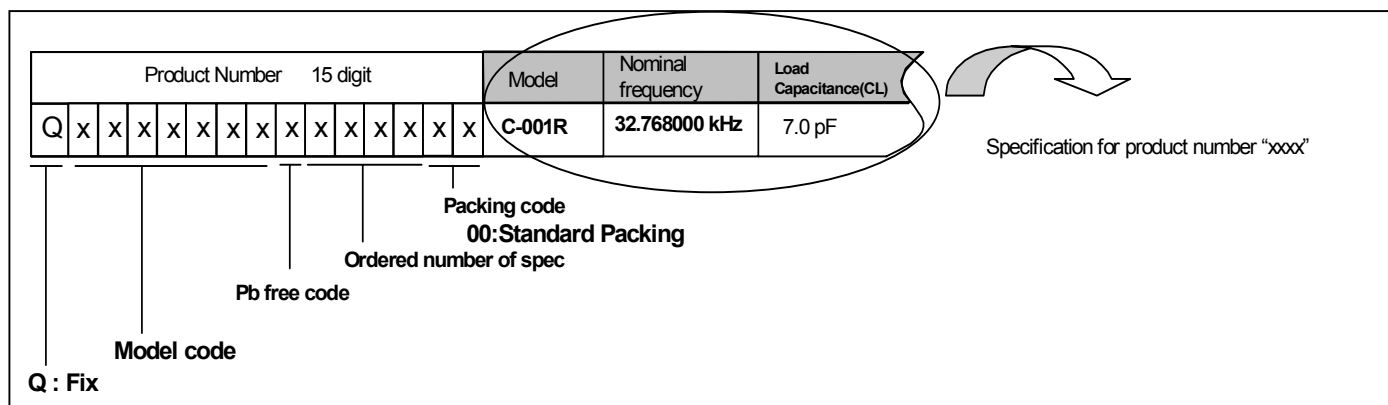 Product Number 15 digit
Model
Nominal frequency
Load Capacitance(CL)
Q x x x x x x x x x x x x x x
C-001R
32.768000 kHz
7.0 pF
Specification for product number “xxxx”
Packing code
00:Standard Packing
Ordered number of spec
Pb free code
Model code
Q : Fix